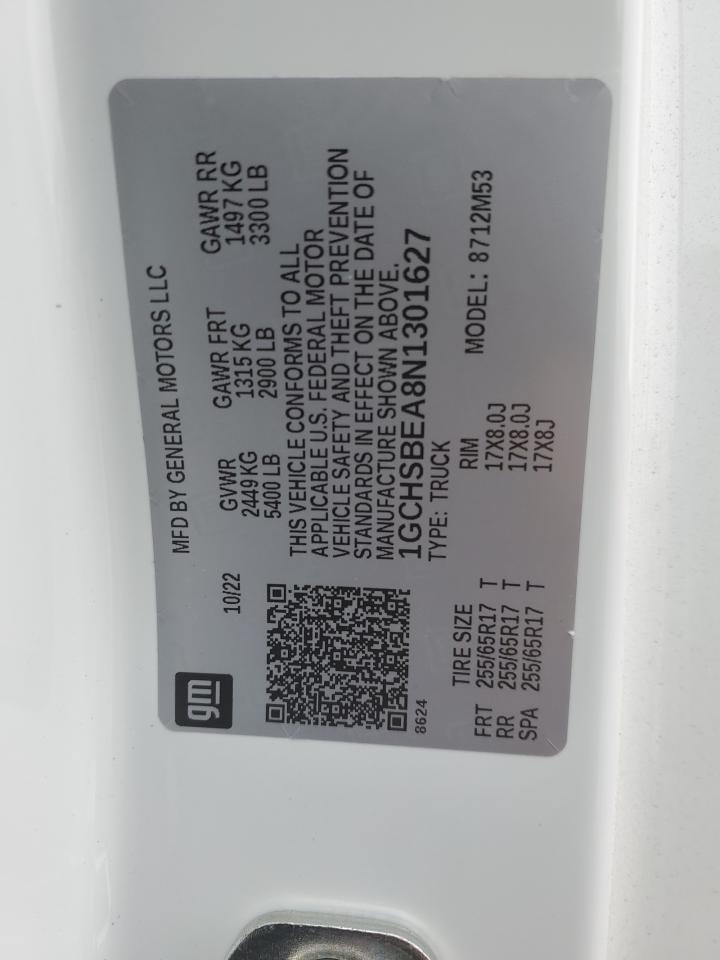 gm
MFD BY GENERAL MOTORS LLC
10/22
GVWR GAWR FRT GAWR RR
2449 KG 1315 KG 1497 KG
5400 LB 2900 LB 3300 LB
THIS VEHICLE CONFORMS TO ALL
APPLICABLE U.S. FEDERAL MOTOR
VEHICLE SAFETY AND THEFT PREVENTION
STANDARDS IN EFFECT ON THE DATE OF
MANUFACTURE SHOWN ABOVE.
1GCHSBEA8N1301627
8624
TYPE: TRUCK MODEL: 8712M53
TIRE SIZE RIM
FRT 255/65R17 T 17X8.0J
RR 255/65R17 T 17X8.0J
SPA 255/65R17 T 17X8J